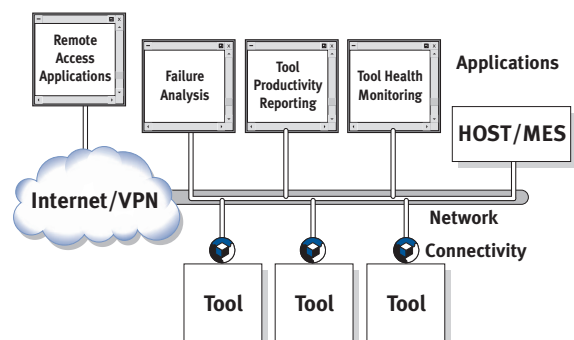 Remote
Access
Applications
Failure
Analysis
Tool
Productivity
Reporting
Tool Health
Monitoring
Applications
HOST/MES
Internet/VPN
Network
Connectivity
Tool
Tool
Tool